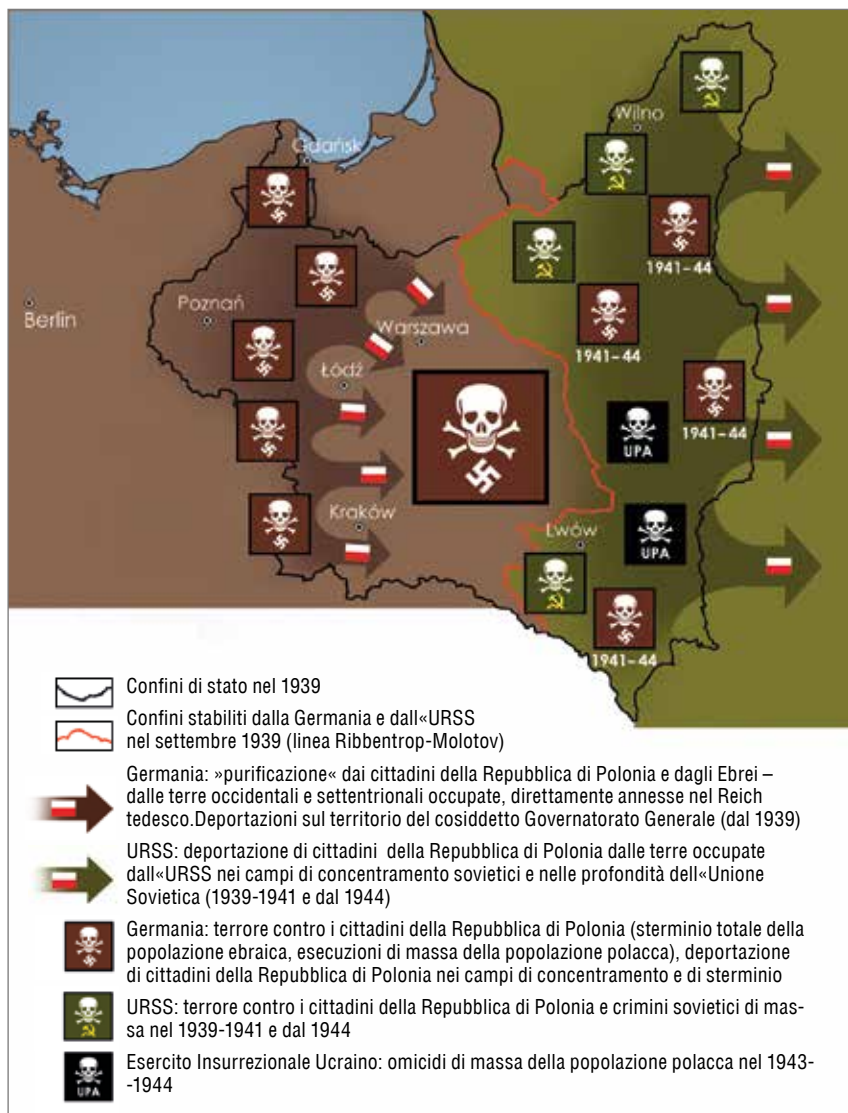 Wilno
Gdańsk
1941–44
Poznań
Berlin
Warszawa
1941–44
Łódź
1941–44
UPA
Kraków
Lwów
UPA
1941–44
Confini di stato nel 1939
Confini stabiliti dalla Germania e dall«URSS
nel settembre 1939 (linea Ribbentrop-Molotov)
Germania: »purificazione« dai cittadini della Repubblica di Polonia e dagli Ebrei –
dalle terre occidentali e settentrionali occupate, direttamente annesse nel Reich
tedesco.Deportazioni sul territorio del cosiddetto Governatorato Generale (dal 1939)
URSS: deportazione di cittadini della Repubblica di Polonia dalle terre occupate
dall«URSS nei campi di concentramento sovietici e nelle profondità dell«Unione
Sovietica (1939-1941 e dal 1944)
Germania: terrore contro i cittadini della Repubblica di Polonia (sterminio totale della
popolazione ebraica, esecuzioni di massa della popolazione polacca), deportazione
di cittadini della Repubblica di Polonia nei campi di concentramento e di sterminio
URSS: terrore contro i cittadini della Repubblica di Polonia e crimini sovietici di mas-
sa nel 1939-1941 e dal 1944
UPA
Esercito Insurrezionale Ucraino: omicidi di massa della popolazione polacca nel 1943-
-1944